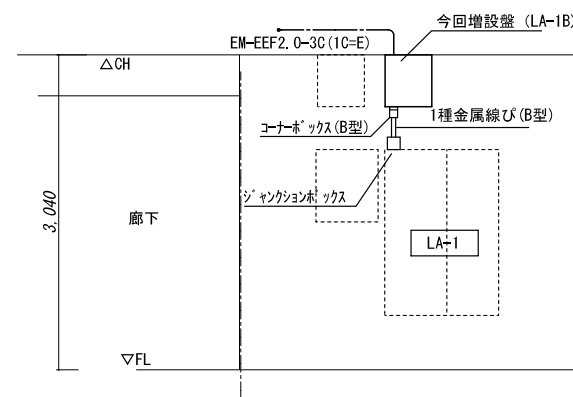 今回増設盤 (LA-1B)
EM-EEF2.0-3C(1C=E)
△CH
1種金属線ぴ(B型)
コーナーボックス(B型)
ジャンクションボックス
3,040
廊下
LA-1
▽FL